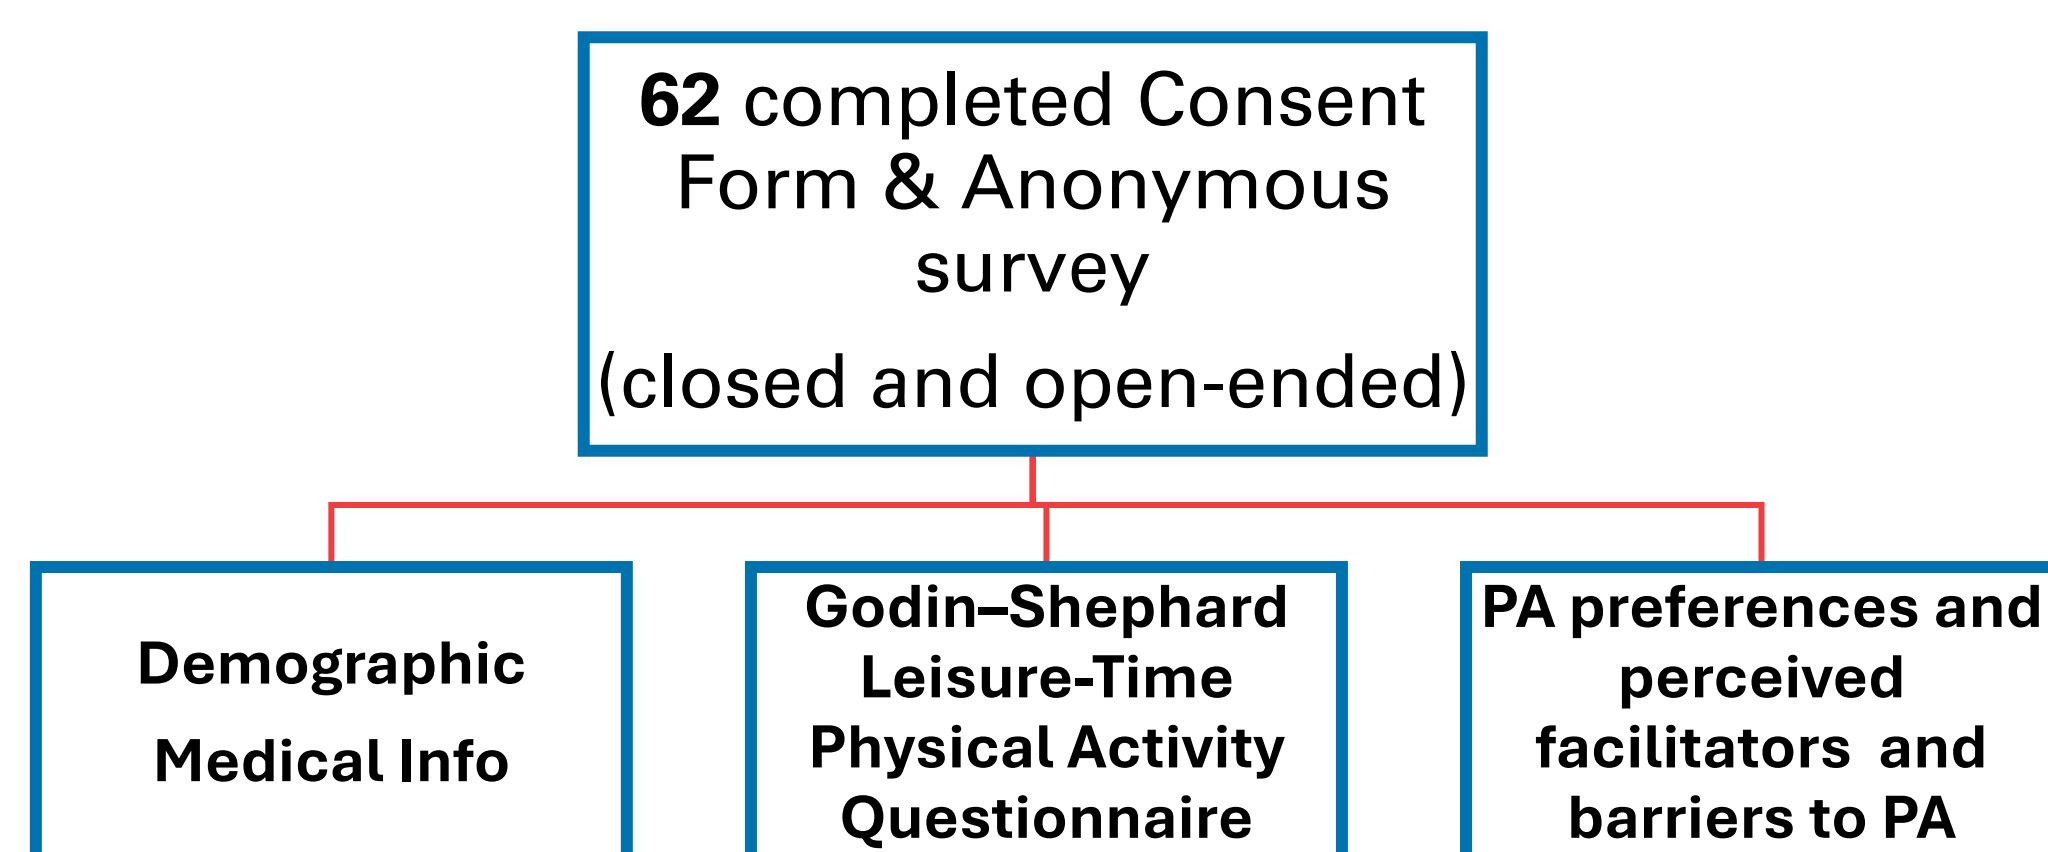 62 completed Consent
Form & Anonymous
survey
(closed and open-ended)
Demographic
Medical Info
Godin–Shephard
Leisure-Time
Physical Activity
Questionnaire
PA preferences and
perceived
facilitators and
barriers to PA